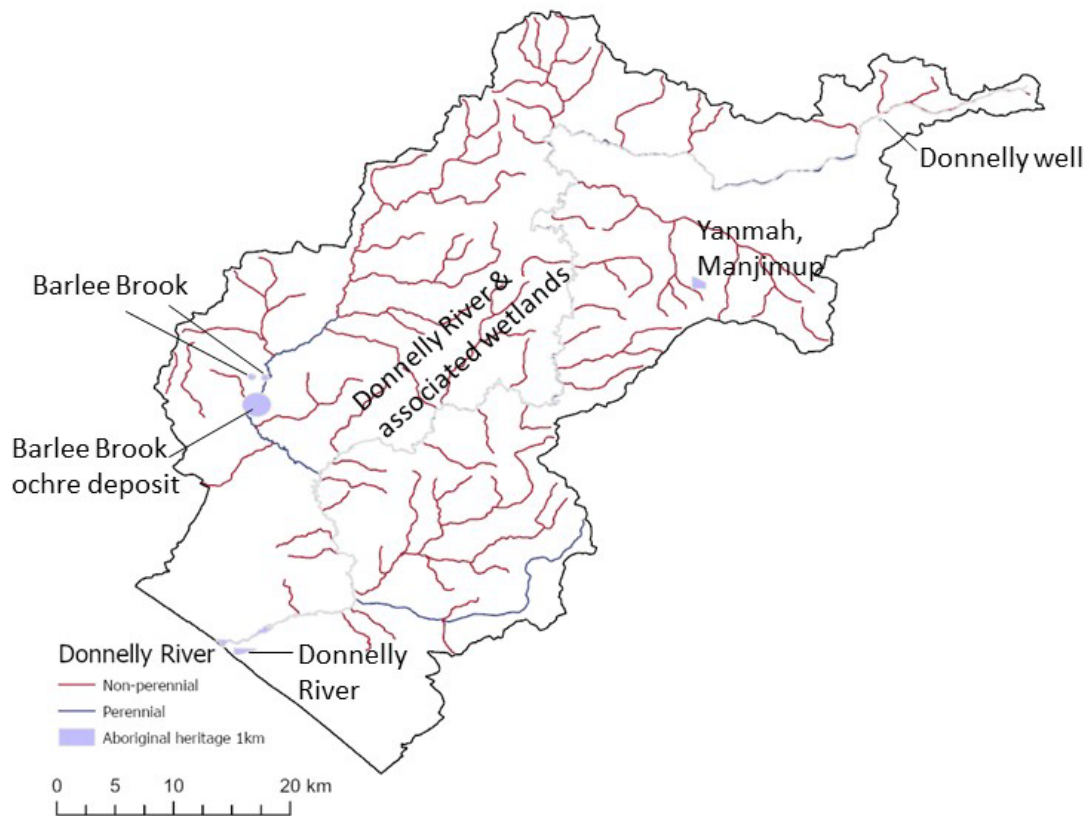 Donnelly well
Yanmah,
Manjimup
Barlee Brook
Donnelly River &
associated wetlands
Barlee Brook
ochre deposit
Donnelly River
Donnelly
River
Non-perennial
Perennial
Aboriginal heritage 1km
0 5 10 20 km